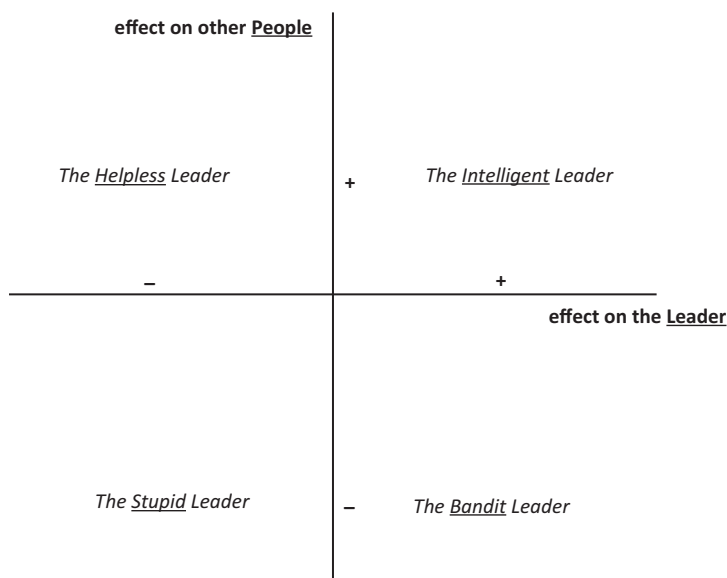 effect on other People
The Helpless Leader
+
The Intelligent Leader
–
+
effect on the Leader
The Stupid Leader
–
The Bandit Leader